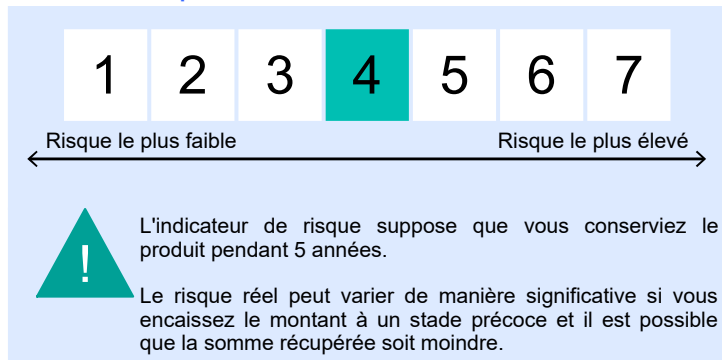 1 2 3 4 5 6 7
Risque le plus faible Risque le plus élevé
!
L'indicateur de risque suppose que vous conserviez le
produit pendant 5 années.
Le risque réel peut varier de manière significative si vous
encaissez le montant à un stade précoce et il est possible
que la somme récupérée soit moindre.